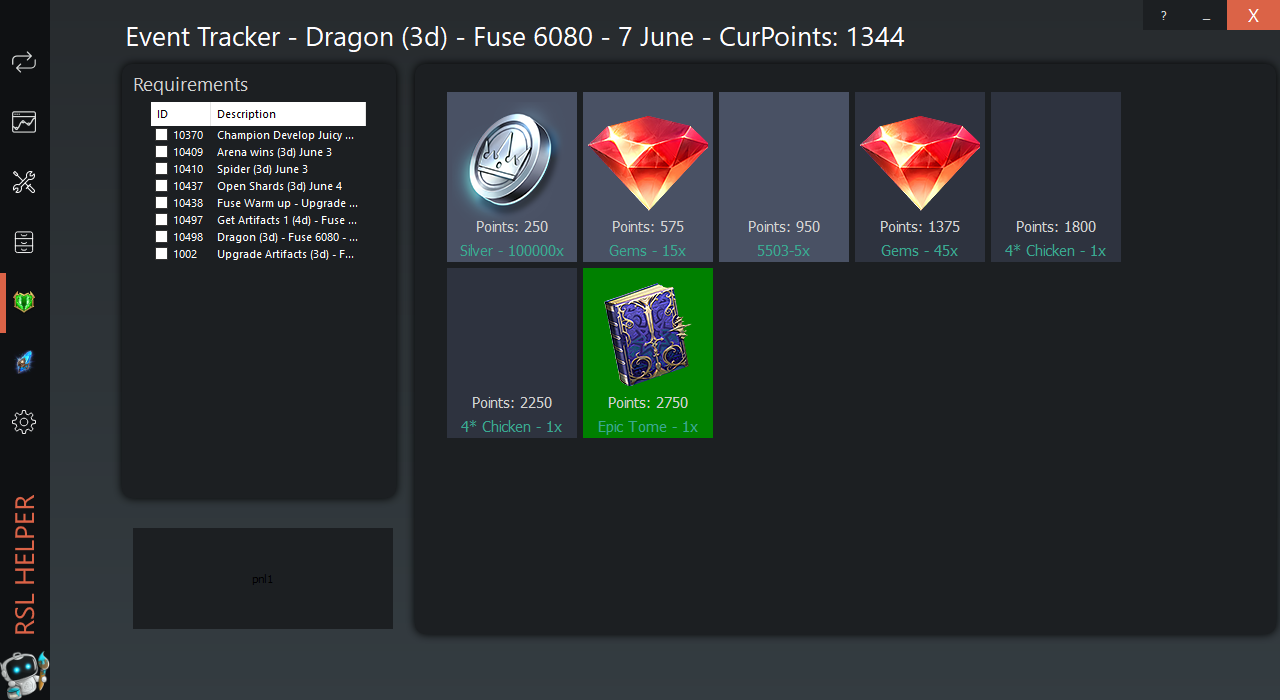 ? _ X
Event Tracker - Dragon (3d) - Fuse 6080 - 7 June - CurPoints: 1344
Requirements
ID Description
10370 Champion Develop Juicy ...
10409 Arena wins (3d) June 3
10410 Spider (3d) June 3
10437 Open Shards (3d) June 4
10438 Fuse Warm up - Upgrade ...
10497 Get Artifacts 1 (4d) - Fuse ...
10498 Dragon (3d) - Fuse 6080 - ...
1002 Upgrade Artifacts (3d) - F...
pnl1
Points: 250
Silver - 100000x
Points: 575
Gems - 15x
Points: 950
5503-5x
Points: 1375
Gems - 45x
Points: 1800
4* Chicken - 1x
Points: 2250
4* Chicken - 1x
Points: 2750
Epic Tome - 1x
RSL HELPER